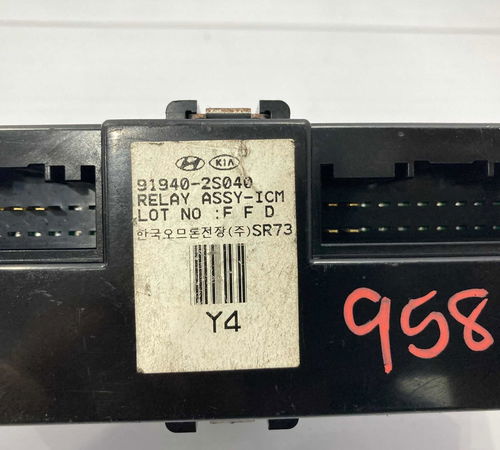 KIA
91940-2S040
RELAY ASSY-ICM
LOT NO :F F D
한국오므론전장(주)SR73
Y4
958